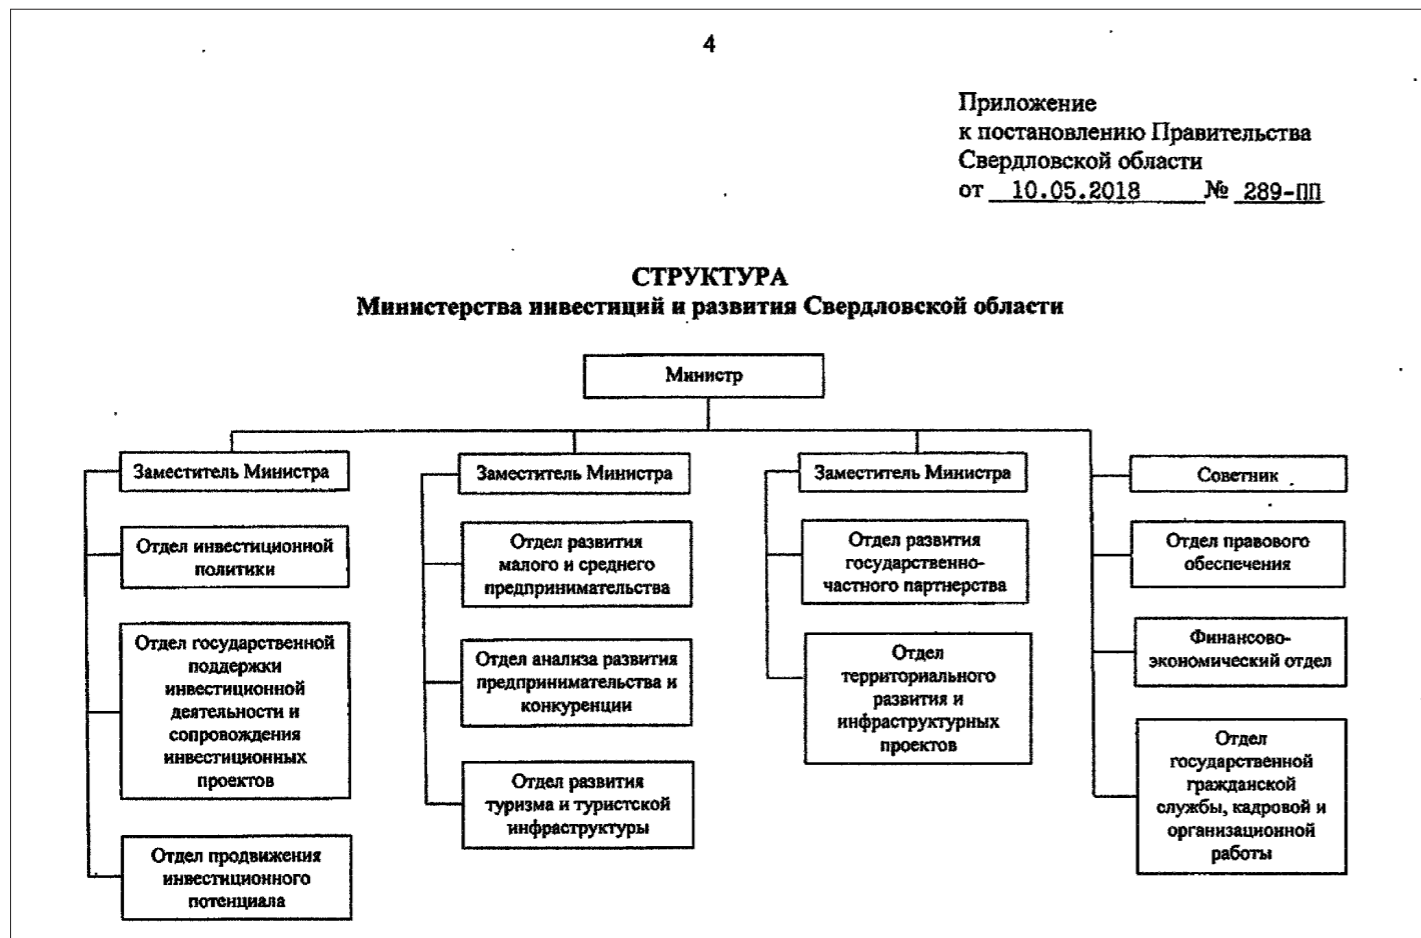 4
Приложение
к постановлению Правительства
Свердловской области
от 10.05.2018 № 289-ПП
СТРУКТУРА
Министерства инвестиций и развития Свердловской области
Министр
Заместитель Министра
Отдел инвестиционной
политики
Отдел государственной
поддержки
инвестиционной
деятельности и
сопровождения
инвестиционных
проектов
Отдел продвижения
инвестиционного
потенциала
Заместитель Министра
Отдел развития
малого и среднего
предпринимательства
Отдел анализа развития
предпринимательства и
конкуренции
Отдел развития
туризма и туристской
инфраструктуры
Заместитель Министра
Отдел развития
государственно-
частного партнерства
Отдел
территориального
развития и
инфраструктурных
проектов
Советник
Отдел правового
обеспечения
Финансово-
экономический отдел
Отдел
государственной
гражданской
службы, кадровой и
организационной
работы